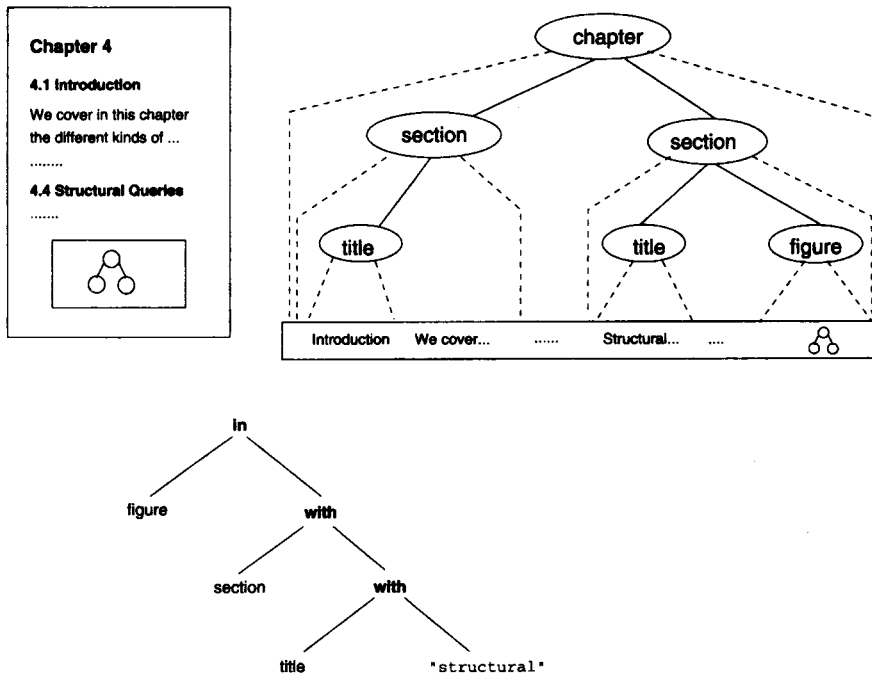 Chapter 4
4.1 Introduction
We cover in this chapter
the different kinds of ...
........
4.4 Structural Queries
.......
chapter
section
section
title
title
figure
Introduction We cover... ...... Structural... ....
in
figure
with
section
with
title
"structural"